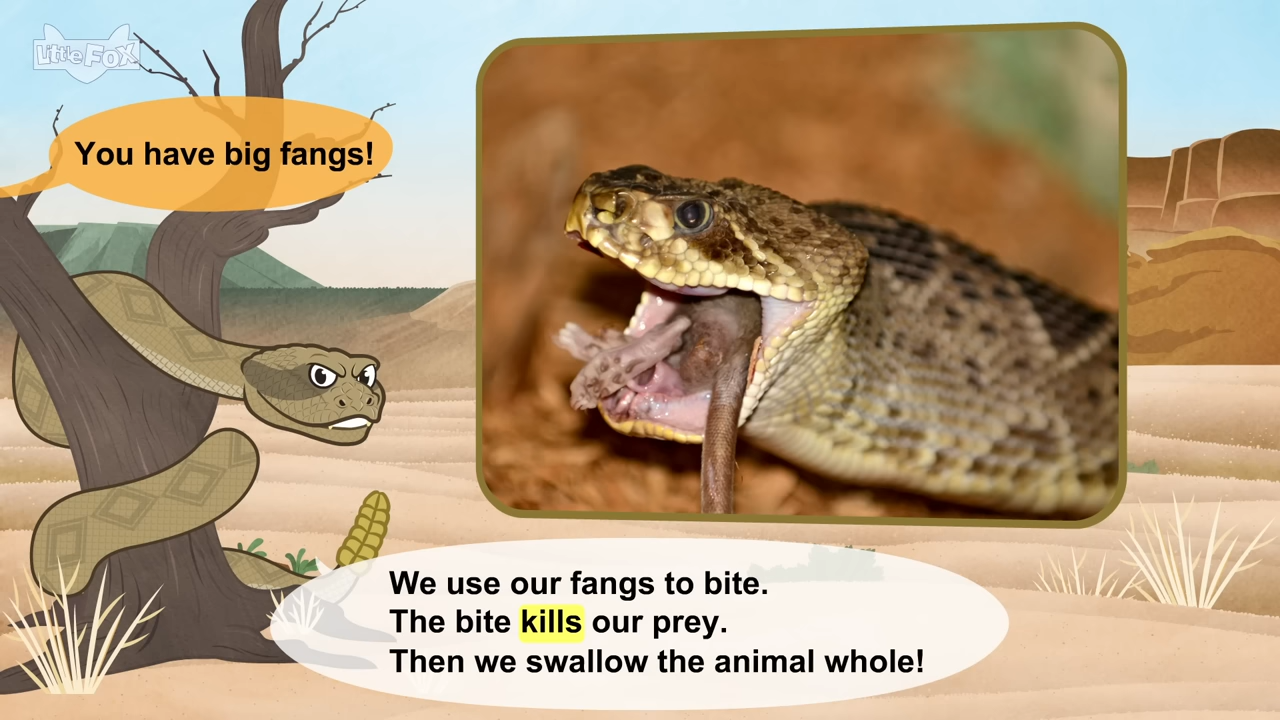 Little Fox
You have big fangs!
We use our fangs to bite.
The bite kills our prey.
Then we swallow the animal whole!